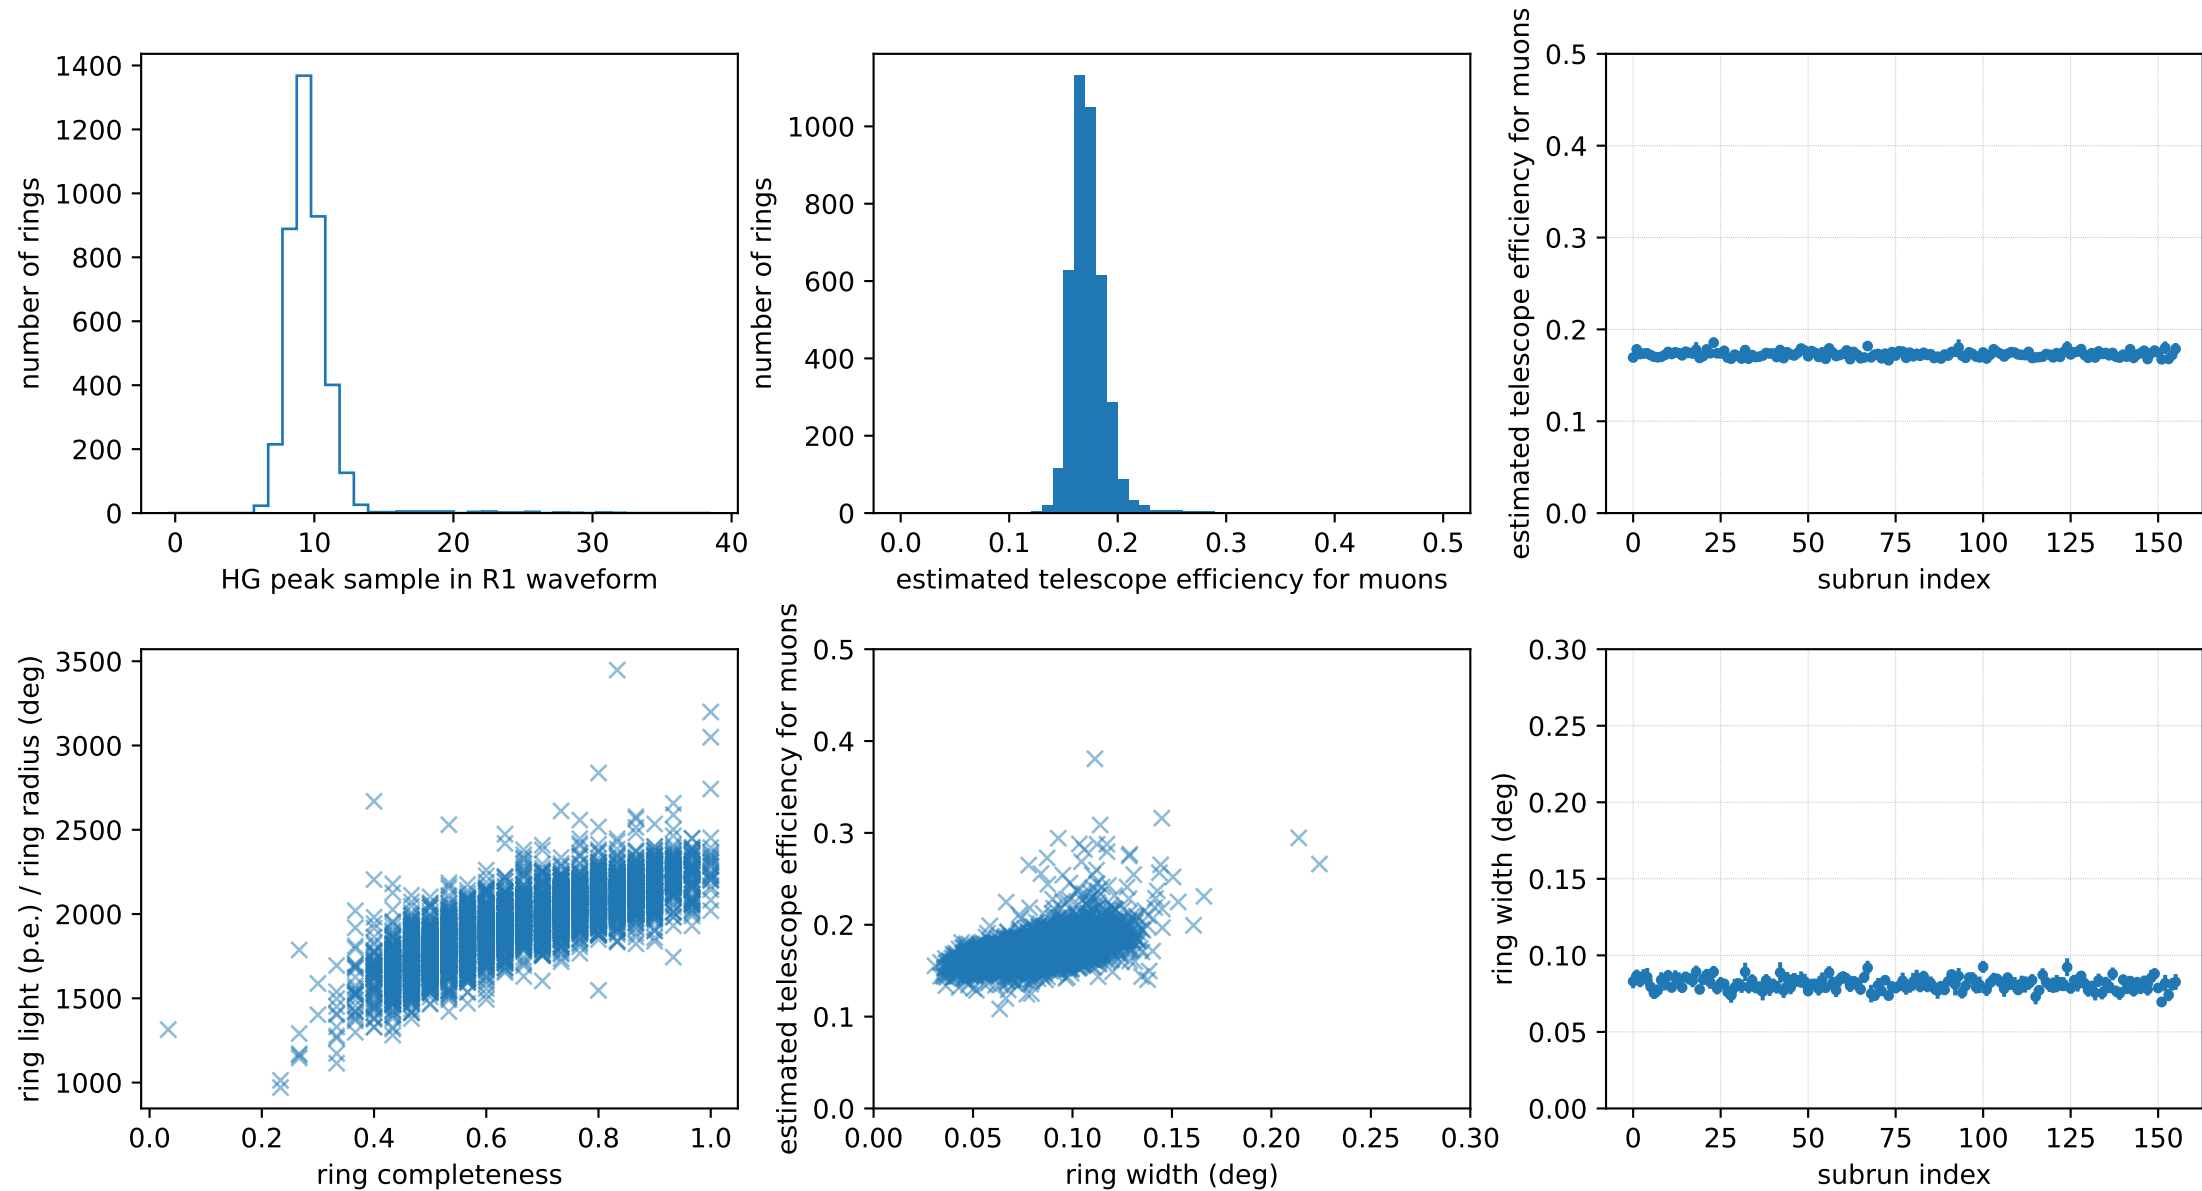 number of rings
1400
1200
1000
800
600
400
200
0
0 10 20 30 40
HG peak sample in R1 waveform
number of rings
1000
800
600
400
200
0
0.0 0.1 0.2 0.3 0.4 0.5
estimated telescope efficiency for muons
estimated telescope efficiency for muons
0.5
0.4
0.3
0.2
0.1
0.0
0 25 50 75 100 125 150
subrun index
ring light (p.e.) / ring radius (deg)
3500
3000
2500
2000
1500
1000
0.0 0.2 0.4 0.6 0.8 1.0
ring completeness
estimated telescope efficiency for muons
0.5
0.4
0.3
0.2
0.1
0.0
0.00 0.05 0.10 0.15 0.20 0.25 0.30
ring width (deg)
ring width (deg)
0.30
0.25
0.20
0.15
0.10
0.05
0.00
0 25 50 75 100 125 150
subrun index